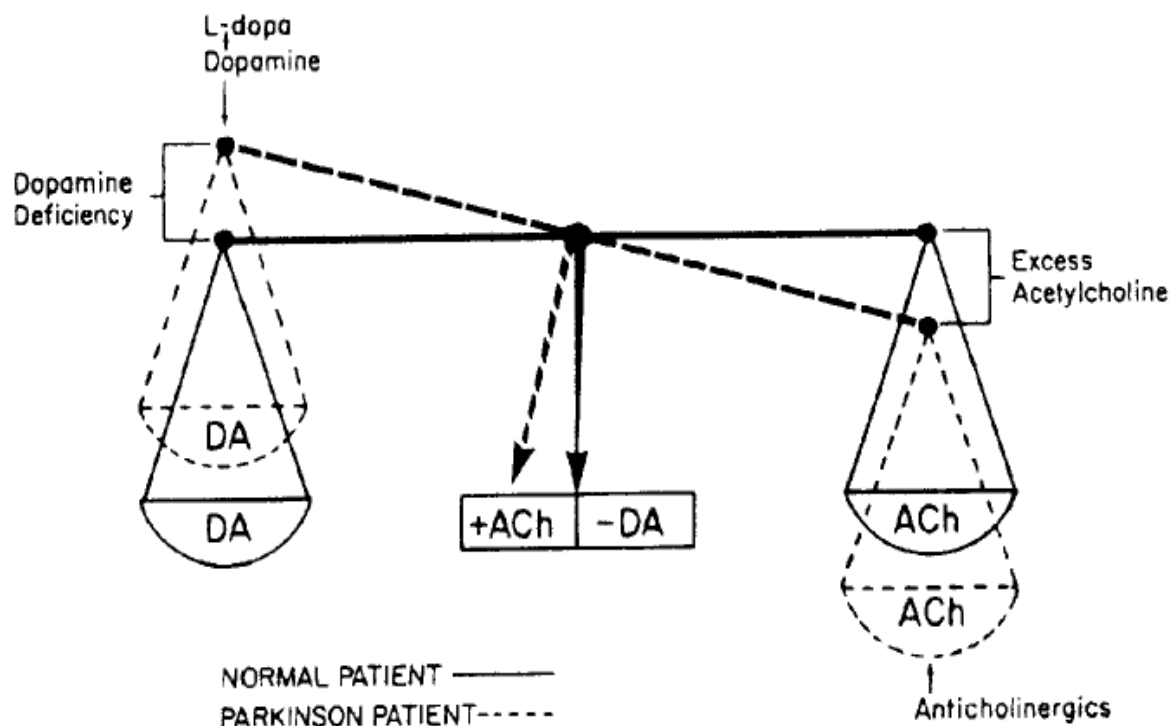 L-dopa
Dopamine
Dopamine
Deficiency
Excess
Acetylcholine
DA
DA
+ACh -DA
ACh
ACh
NORMAL PATIENT
PARKINSON PATIENT
Anticholinergics